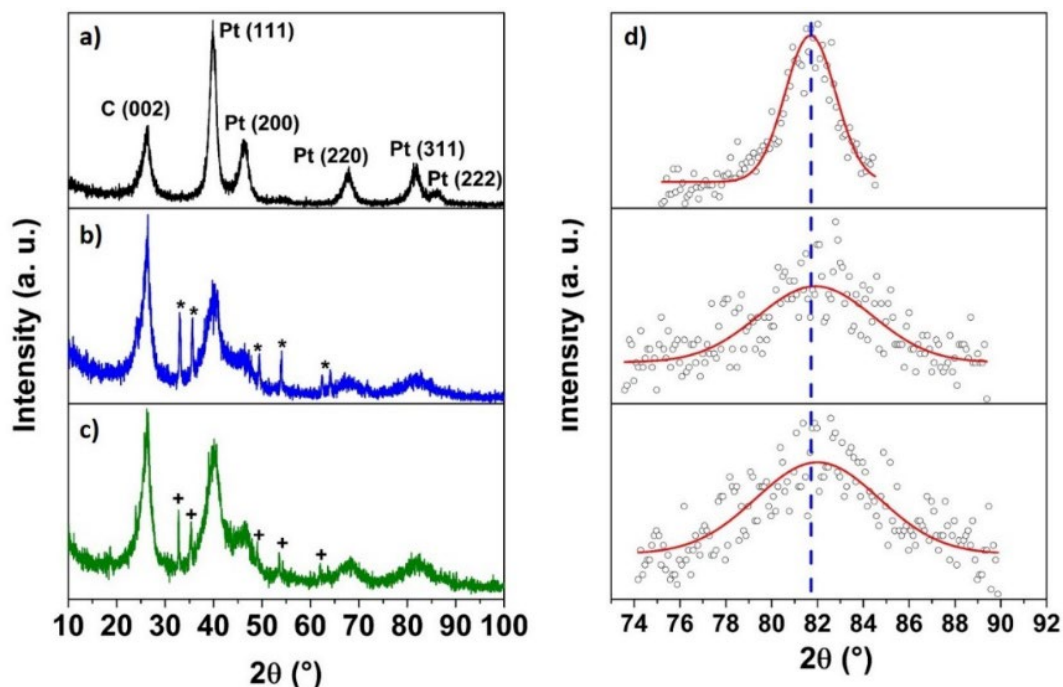 a)
Pt (111)
C (002)
Pt (200)
Pt (220)
Pt (311)
Pt (222)
b)
* * * * *
c)
+ + + + +
Intensity (a. u.)
10 20 30 40 50 60 70 80 90 100
2θ (°)
d)
Intensity (a. u.)
74 76 78 80 82 84 86 88 90 92
2θ (°)